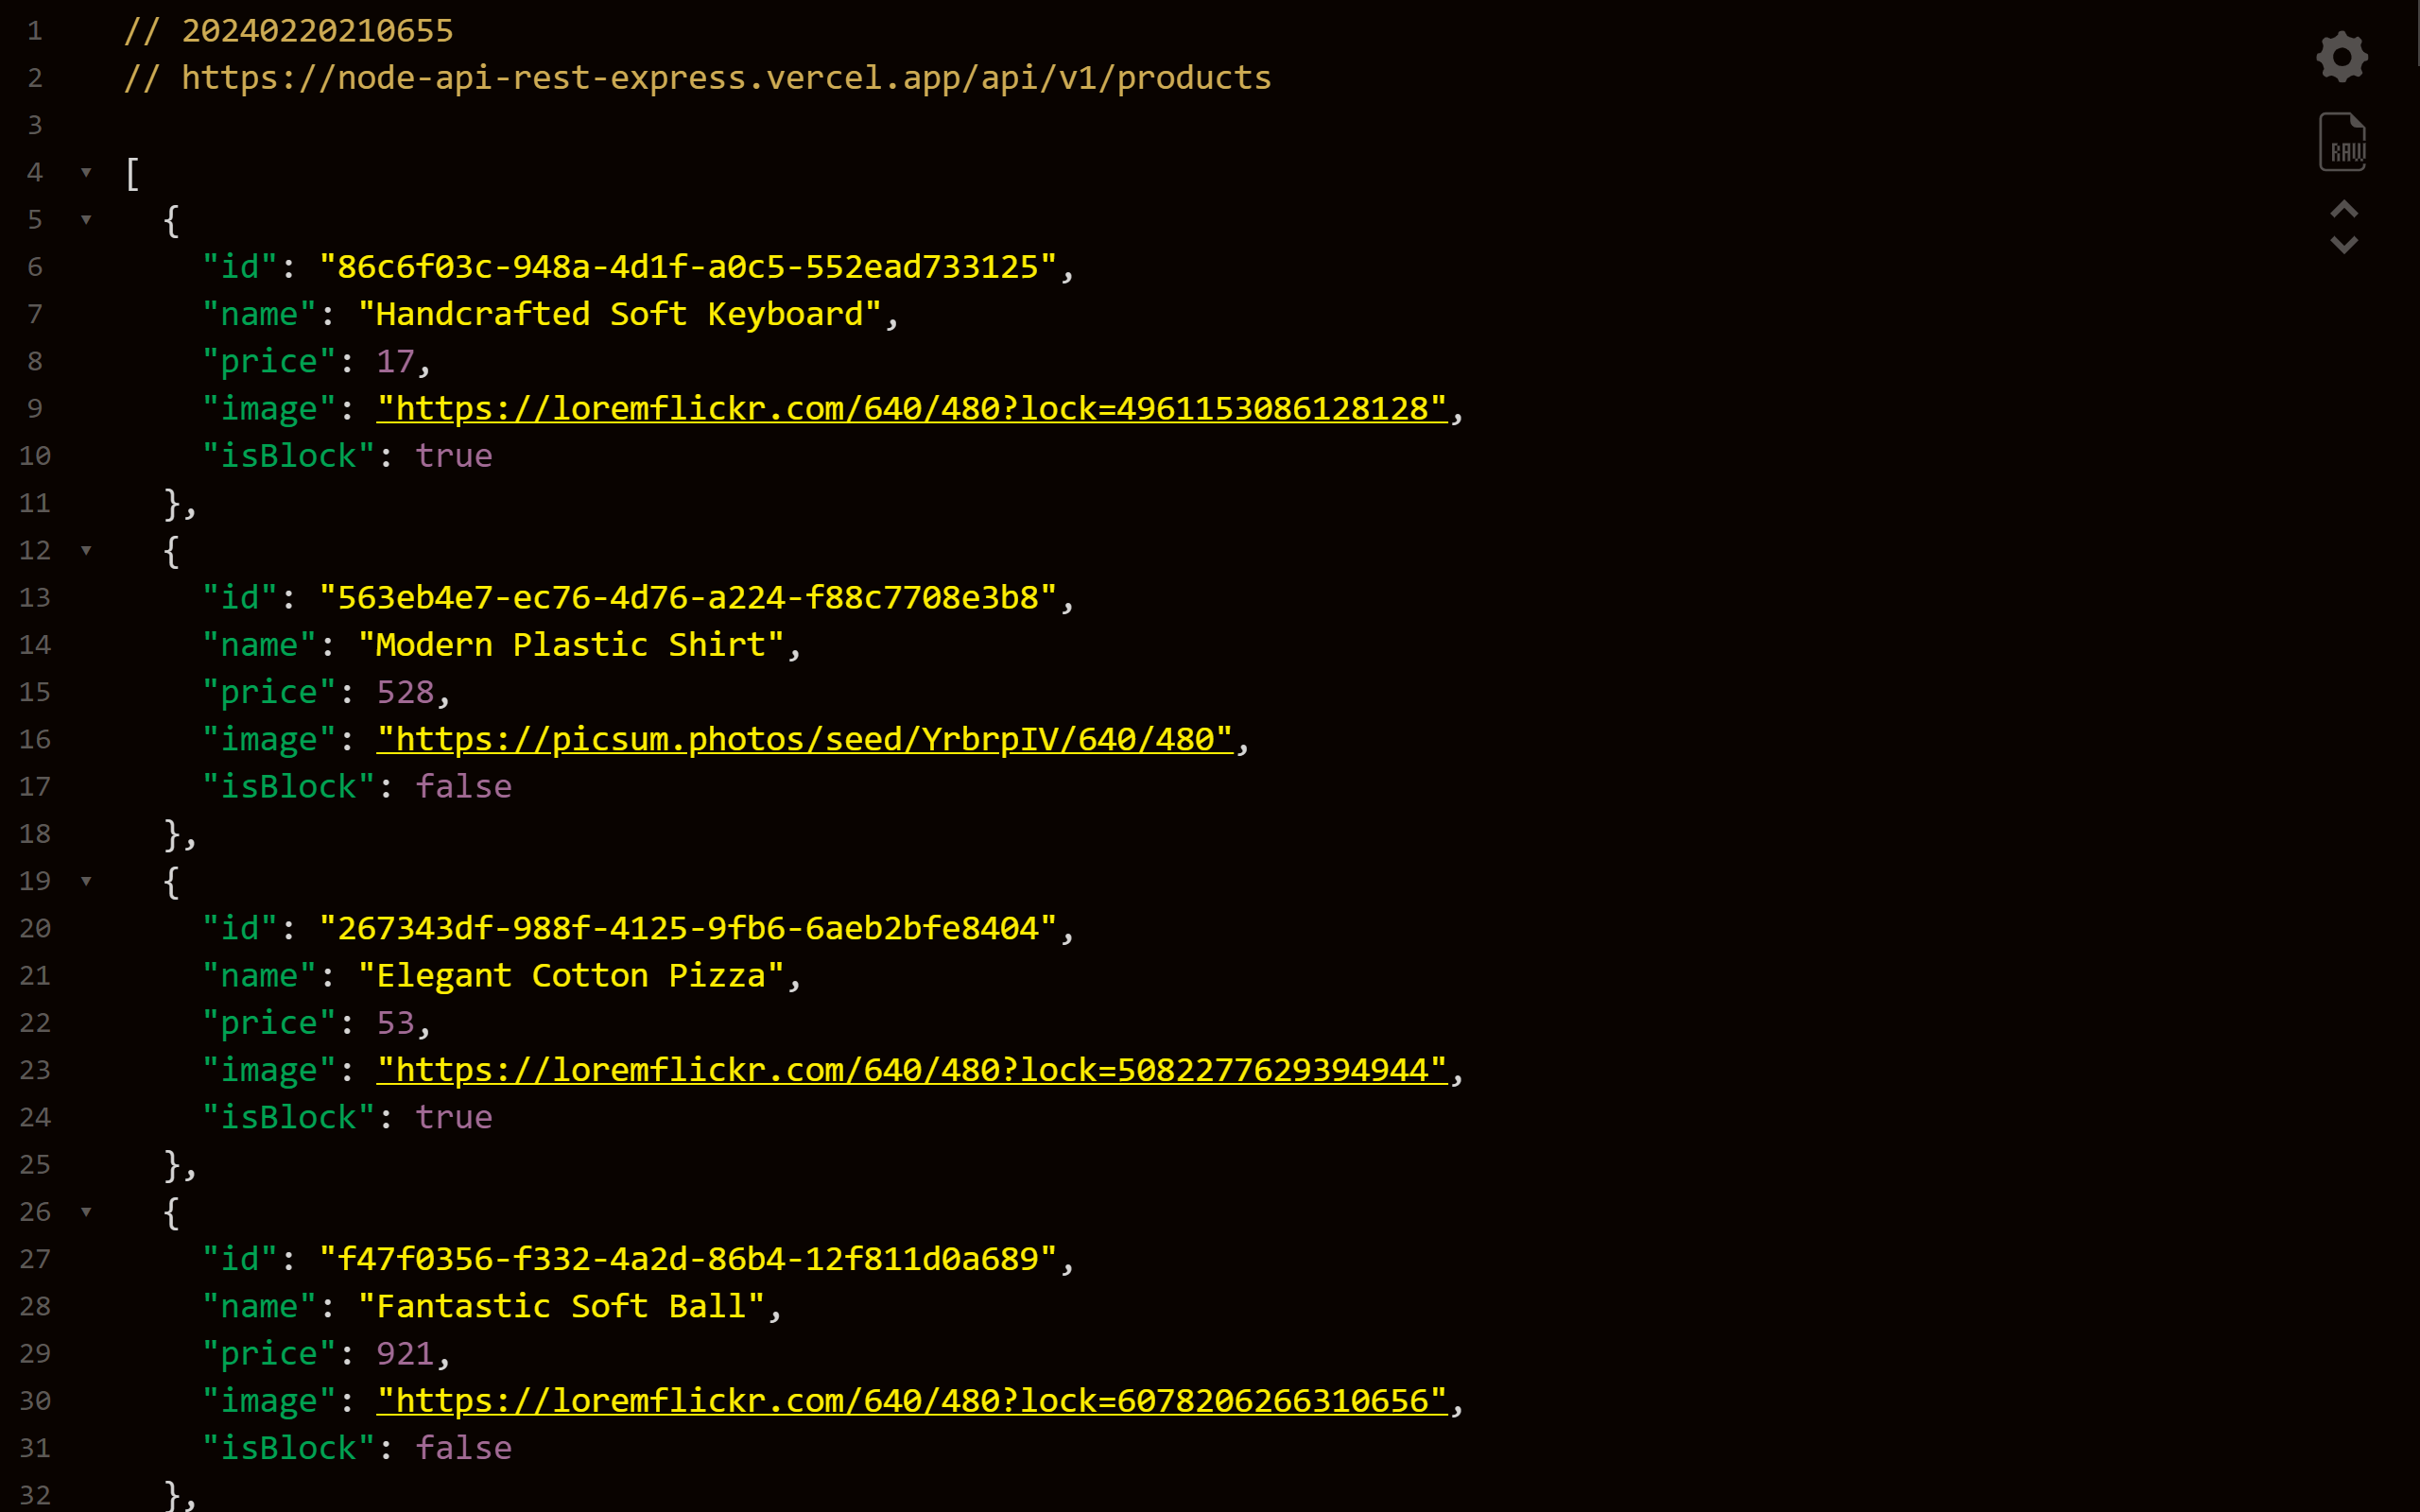 1 // 20240220210655
2 // https://node-api-rest-express.vercel.app/api/v1/products
3
4 [
5 {
6 "id": "86c6f03c-948a-4d1f-a0c5-552ead733125",
7 "name": "Handcrafted Soft Keyboard",
8 "price": 17,
9 "image": "https://loremflickr.com/640/480?lock=4961153086128128",
10 "isBlock": true
11 },
12 {
13 "id": "563eb4e7-ec76-4d76-a224-f88c7708e3b8",
14 "name": "Modern Plastic Shirt",
15 "price": 528,
16 "image": "https://picsum.photos/seed/YrbrpIV/640/480",
17 "isBlock": false
18 },
19 {
20 "id": "267343df-988f-4125-9fb6-6aeb2bfe8404",
21 "name": "Elegant Cotton Pizza",
22 "price": 53,
23 "image": "https://loremflickr.com/640/480?lock=5082277629394944",
24 "isBlock": true
25 },
26 {
27 "id": "f47f0356-f332-4a2d-86b4-12f811d0a689",
28 "name": "Fantastic Soft Ball",
29 "price": 921,
30 "image": "https://loremflickr.com/640/480?lock=6078206266310656",
31 "isBlock": false
32 },
RAW